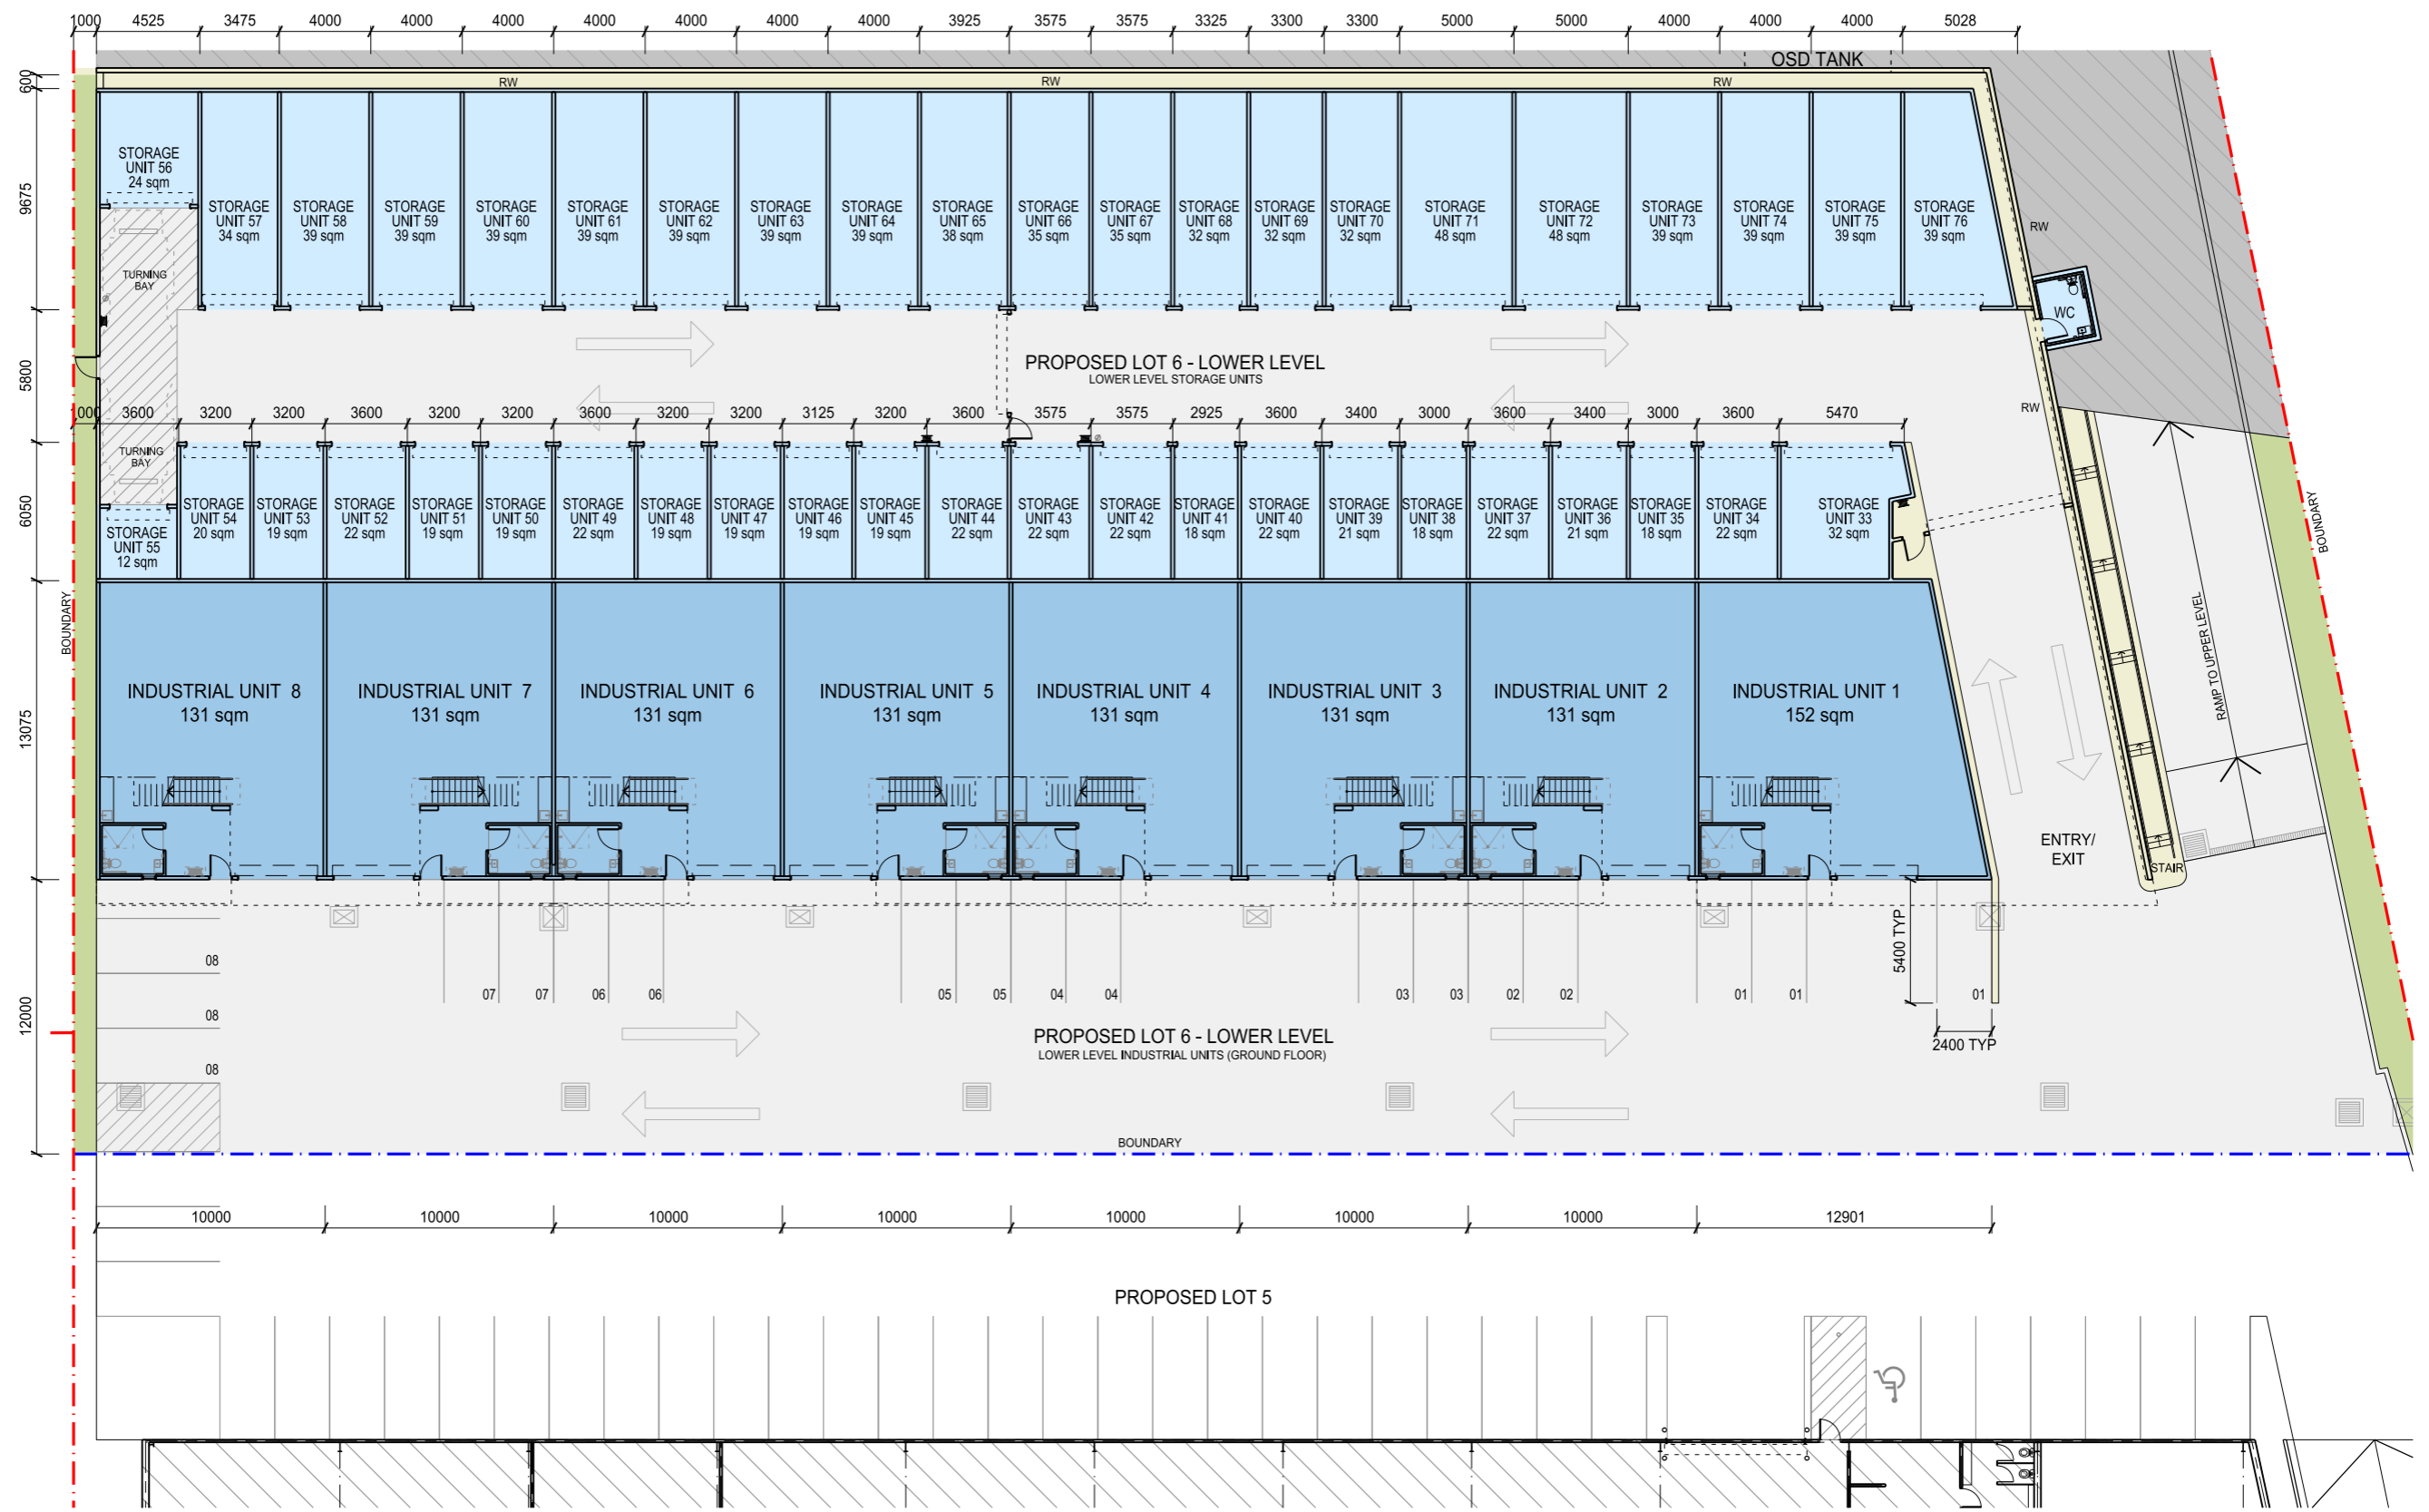 1000 4525 3475 4000 4000 4000 4000 4000 4000 4000 3925 3575 3575 3325 3300 3300 5000 5000 4000 4000 4000 5028
OSD TANK
RW RW RW
600
9675
5800
6050
13075
12000
STORAGE
UNIT 56
24 sqm
STORAGE
UNIT 57
34 sqm
STORAGE
UNIT 58
39 sqm
STORAGE
UNIT 59
39 sqm
STORAGE
UNIT 60
39 sqm
STORAGE
UNIT 61
39 sqm
STORAGE
UNIT 62
39 sqm
STORAGE
UNIT 63
39 sqm
STORAGE
UNIT 64
39 sqm
STORAGE
UNIT 65
38 sqm
STORAGE
UNIT 66
35 sqm
STORAGE
UNIT 67
35 sqm
STORAGE
UNIT 68
32 sqm
STORAGE
UNIT 69
32 sqm
STORAGE
UNIT 70
32 sqm
STORAGE
UNIT 71
48 sqm
STORAGE
UNIT 72
48 sqm
STORAGE
UNIT 73
39 sqm
STORAGE
UNIT 74
39 sqm
STORAGE
UNIT 75
39 sqm
STORAGE
UNIT 76
39 sqm
RW
TURNING
BAY
WC
PROPOSED LOT 6 - LOWER LEVEL
LOWER LEVEL STORAGE UNITS
RW
000 3600 3200 3200 3600 3200 3200 3600 3200 3200 3125 3200 3600 3575 3575 2925 3600 3400 3000 3600 3400 3000 3600 5470
TURNING
BAY
STORAGE
UNIT 55
12 sqm
STORAGE
UNIT 54
20 sqm
STORAGE
UNIT 53
19 sqm
STORAGE
UNIT 52
22 sqm
STORAGE
UNIT 51
19 sqm
STORAGE
UNIT 50
19 sqm
STORAGE
UNIT 49
22 sqm
STORAGE
UNIT 48
19 sqm
STORAGE
UNIT 47
19 sqm
STORAGE
UNIT 46
19 sqm
STORAGE
UNIT 45
19 sqm
STORAGE
UNIT 44
22 sqm
STORAGE
UNIT 43
22 sqm
STORAGE
UNIT 42
22 sqm
STORAGE
UNIT 41
18 sqm
STORAGE
UNIT 40
22 sqm
STORAGE
UNIT 39
21 sqm
STORAGE
UNIT 38
18 sqm
STORAGE
UNIT 37
22 sqm
STORAGE
UNIT 36
21 sqm
STORAGE
UNIT 35
18 sqm
STORAGE
UNIT 34
22 sqm
STORAGE
UNIT 33
32 sqm
BOUNDARY
BOUNDARY
RAMP TO UPPER LEVEL
INDUSTRIAL UNIT 8
131 sqm
INDUSTRIAL UNIT 7
131 sqm
INDUSTRIAL UNIT 6
131 sqm
INDUSTRIAL UNIT 5
131 sqm
INDUSTRIAL UNIT 4
131 sqm
INDUSTRIAL UNIT 3
131 sqm
INDUSTRIAL UNIT 2
131 sqm
INDUSTRIAL UNIT 1
152 sqm
ENTRY/
EXIT
STAIR
5400 TYP
08
07 07 06 06 05 05 04 04 03 03 02 02 01 01 01
08
08
PROPOSED LOT 6 - LOWER LEVEL
LOWER LEVEL INDUSTRIAL UNITS (GROUND FLOOR)
2400 TYP
BOUNDARY
10000 10000 10000 10000 10000 10000 10000 12901
PROPOSED LOT 5